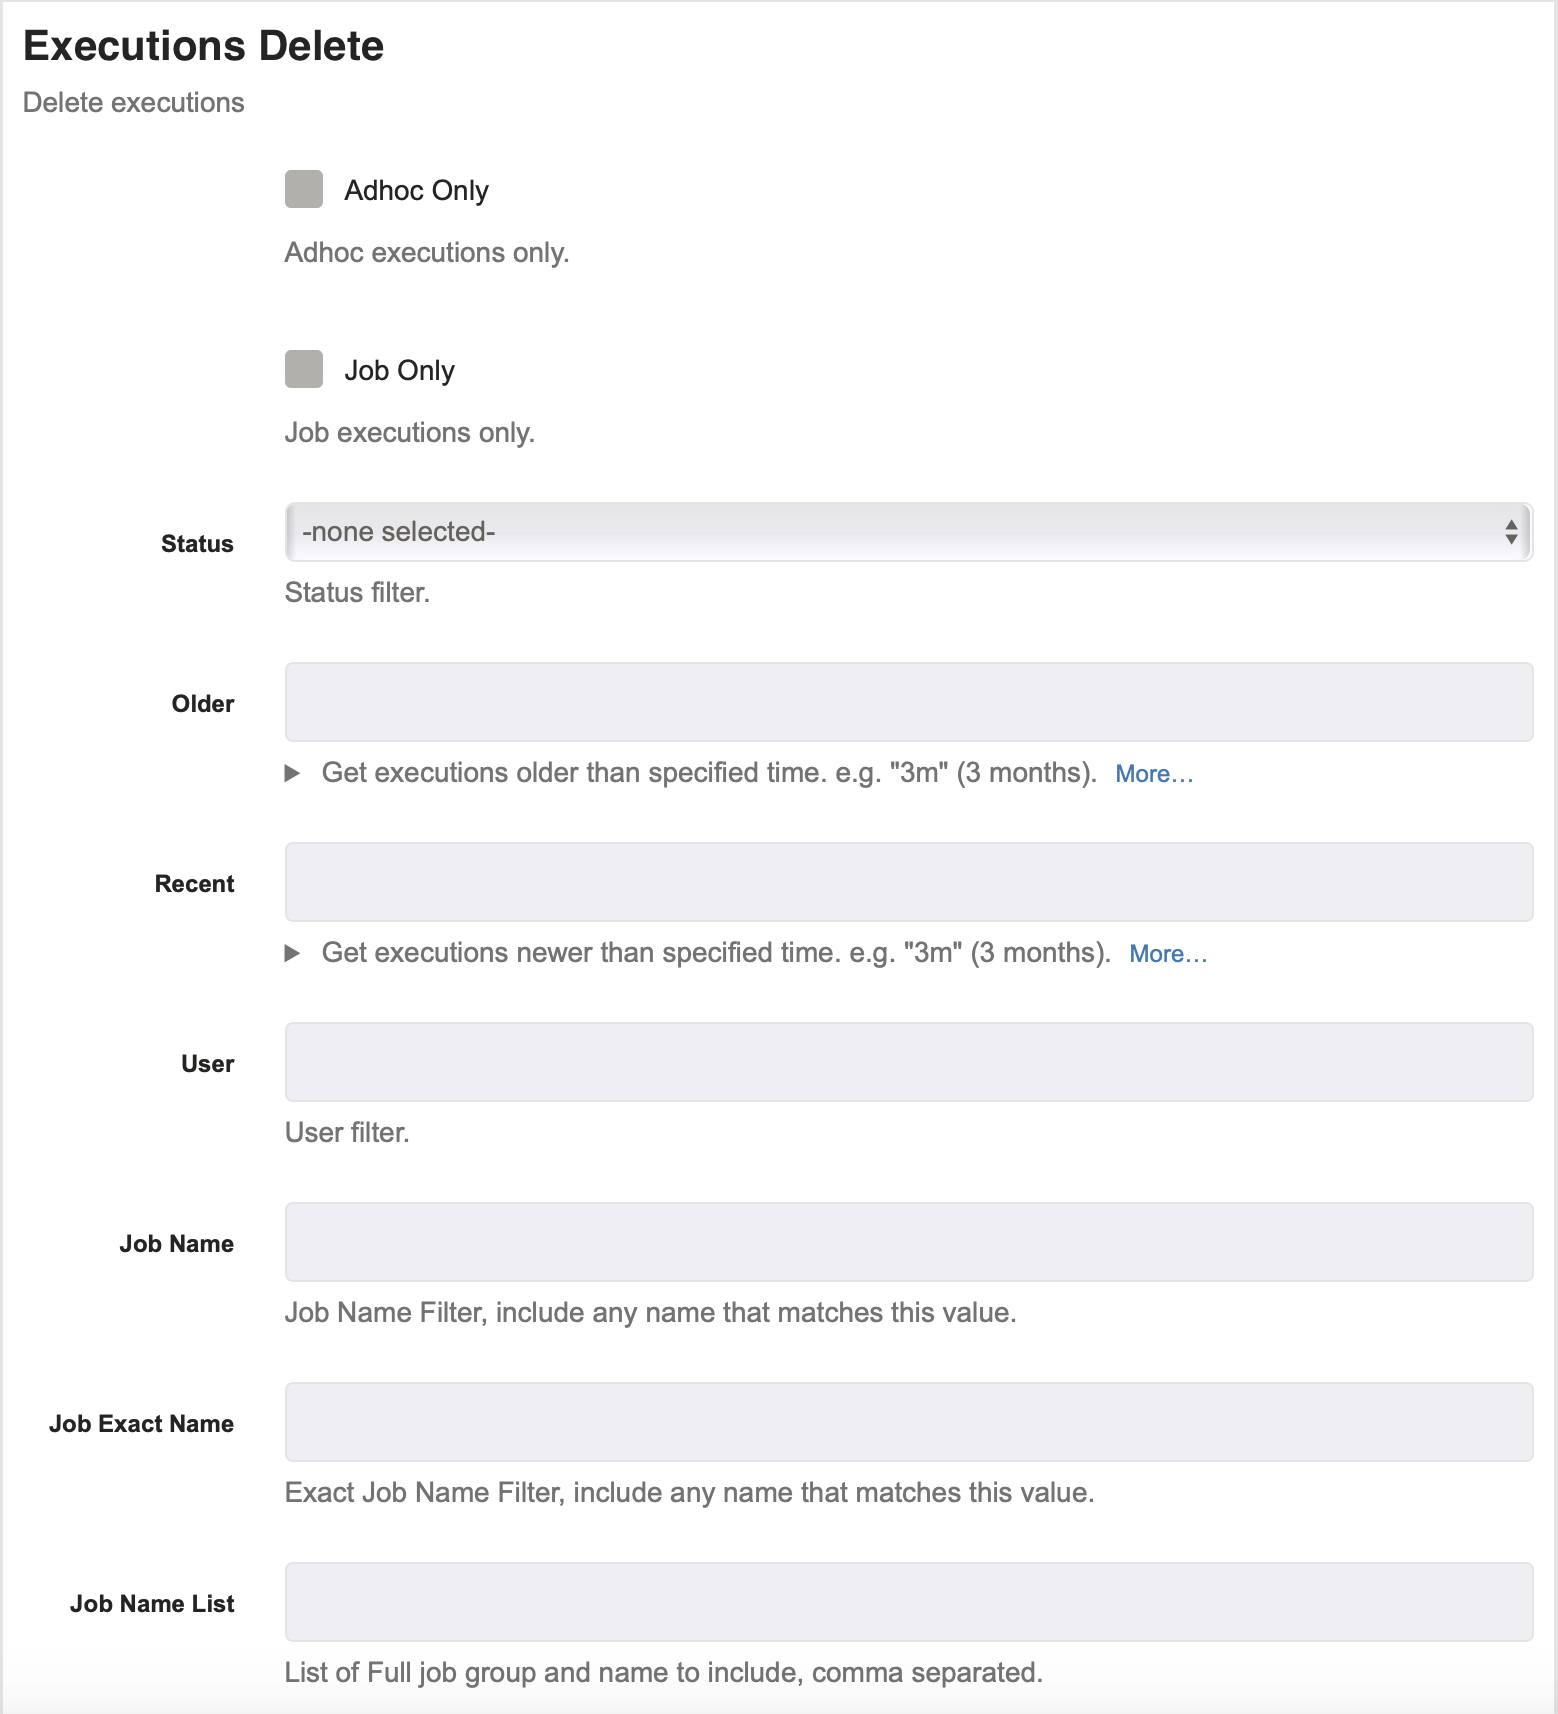 Executions Delete
Delete executions
Adhoc Only
Adhoc executions only.
Job Only
Job executions only.
Status
-none selected-
Status filter.
Older
Get executions older than specified time. e.g. "3m" (3 months). More…
Recent
Get executions newer than specified time. e.g. "3m" (3 months). More…
User
User filter.
Job Name
Job Name Filter, include any name that matches this value.
Job Exact Name
Exact Job Name Filter, include any name that matches this value.
Job Name List
List of Full job group and name to include, comma separated.